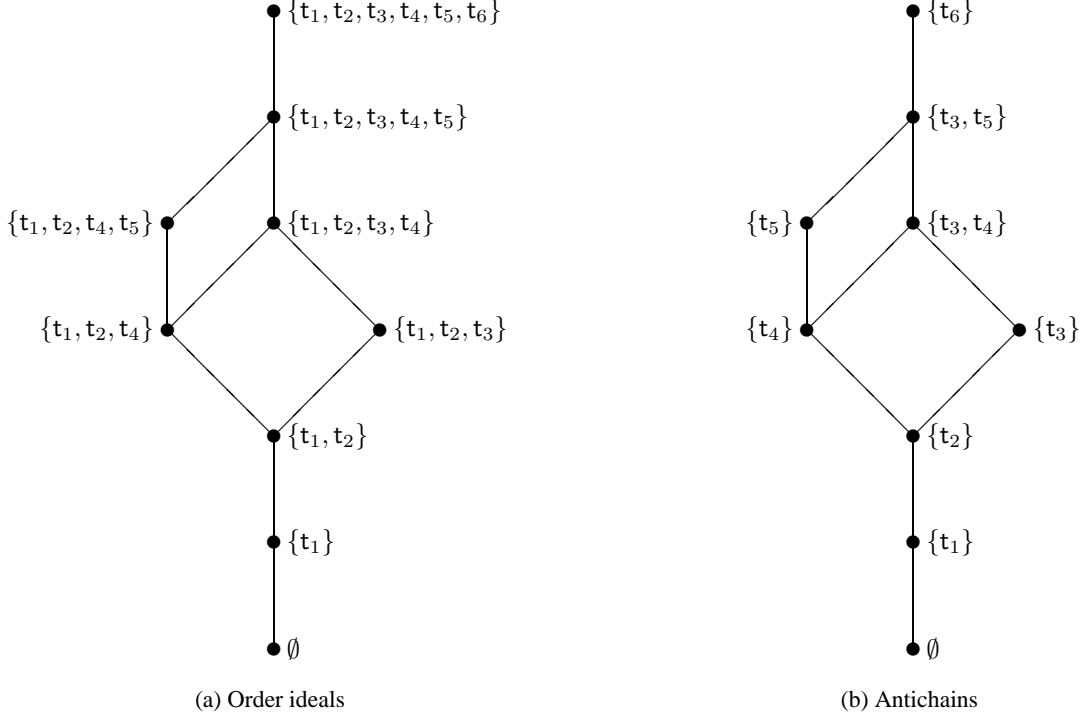 {t₁, t₂, t₃, t₄, t₅, t₆}
{t₁, t₂, t₃, t₄, t₅}
{t₁, t₂, t₄, t₅}
{t₁, t₂, t₃, t₄}
{t₁, t₂, t₄}
{t₁, t₂, t₃}
{t₁, t₂}
{t₁}
∅
(a) Order ideals
{t₆}
{t₃, t₅}
{t₅}
{t₃, t₄}
{t₄}
{t₃}
{t₂}
{t₁}
∅
(b) Antichains